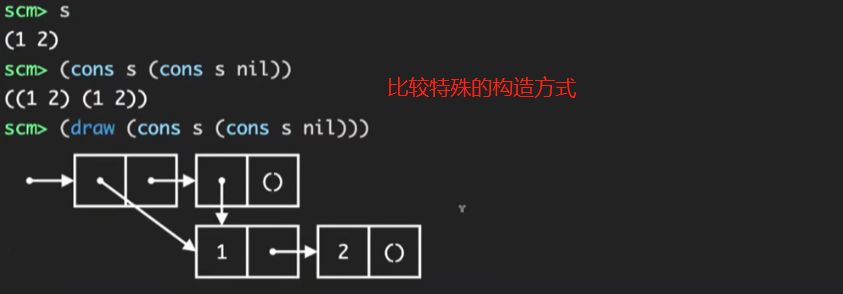 scm> s
(1 2)
scm> (cons s (cons s nil))
((1 2) (1 2))
比较特殊的构造方式
scm> (draw (cons s (cons s nil)))
()
1 2 ()